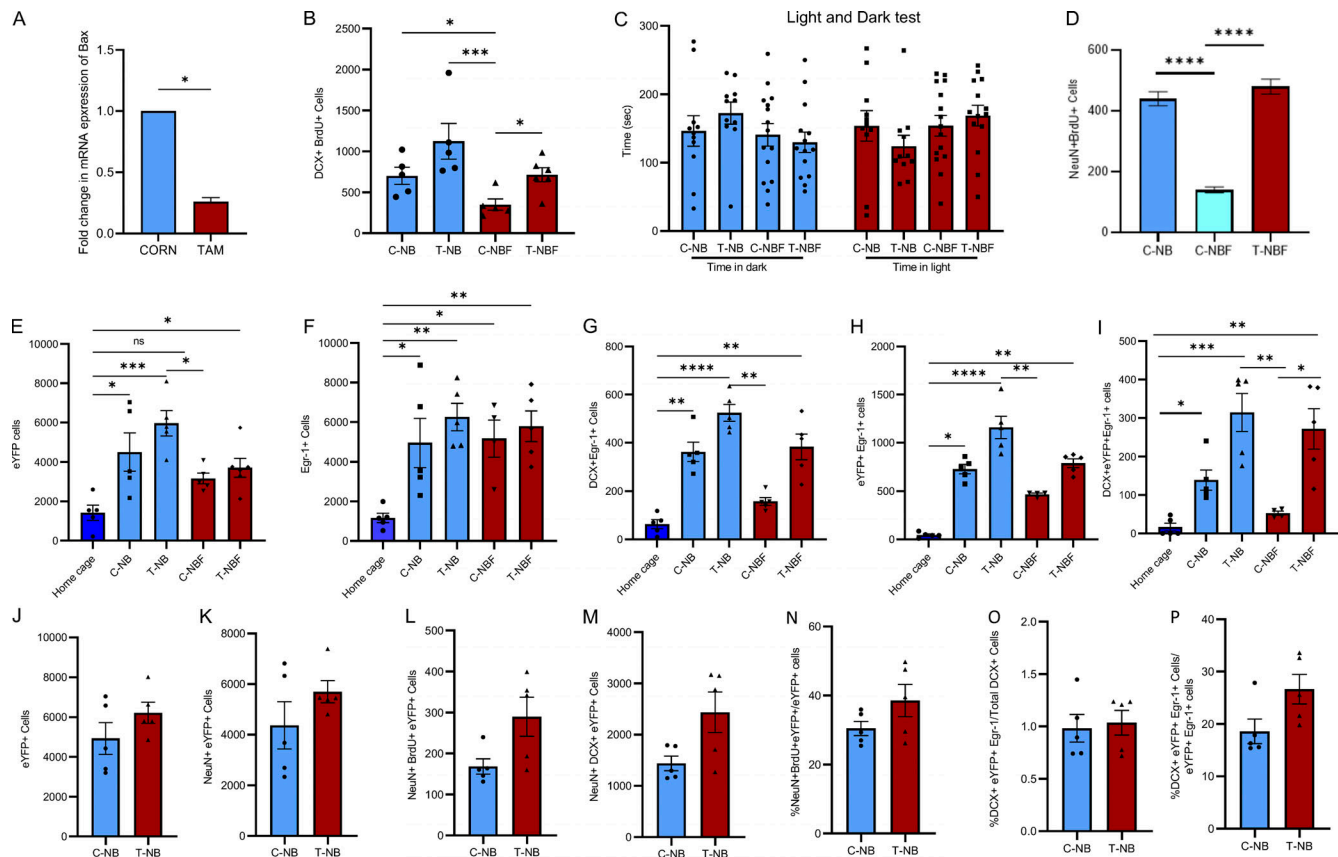 A
Fold change in mRNA epxression of Bax
1.5
1.0
0.5
0.0
*
CORN TAM
B
DCX+ BrdU+ Cells
2500
2000
1500
1000
500
0
*
***
*
C-NB T-NB C-NBF T-NBF
C
Light and Dark test
Time (sec)
300
200
100
0
C-NB T-NB C-NBF T-NBF C-NB T-NB C-NBF T-NBF
Time in dark Time in light
D
NeuN+BrdU+ Cells
600
400
200
0
****
****
C-NB C-NBF T-NBF
E
eYFP cells
10000
8000
6000
4000
2000
0
*
ns
***
*
*
Home cage C-NB T-NB C-NBF T-NBF
F
Egr-1+ Cells
10000
8000
6000
4000
2000
0
**
*
**
*
Home cage C-NB T-NB C-NBF T-NBF
G
DCX+Egr-1+ cells
800
600
400
200
0
**
****
**
**
Home cage C-NB T-NB C-NBF T-NBF
H
eYFP+ Egr-1+ cells
2000
1500
1000
500
0
**
****
**
*
Home cage C-NB T-NB C-NBF T-NBF
I
DCX+eYFP+Egr-1+ cells
500
400
300
200
100
0
**
***
**
*
*
Home cage C-NB T-NB C-NBF T-NBF
J
eYFP+ Cells
10000
8000
6000
4000
2000
0
C-NB T-NB
K
NeuN+ eYFP+ Cells
8000
6000
4000
2000
0
C-NB T-NB
L
NeuN+ BrdU+ eYFP+ Cells
500
400
300
200
100
0
C-NB T-NB
M
NeuN+ DCX+ eYFP+ Cells
4000
3000
2000
1000
0
C-NB T-NB
N
%NeuN+BrdU+eYFP+/eYFP+ cells
60
40
20
0
C-NB T-NB
O
%DCX+ eYFP+ Egr-1/Total DCX+ Cells
2.0
1.5
1.0
0.5
0.0
C-NB T-NB
P
%DCX+ eYFP+ Egr-1+ Cells/
eYFP+ Egr-1+ cells
40
30
20
10
0
C-NB T-NB